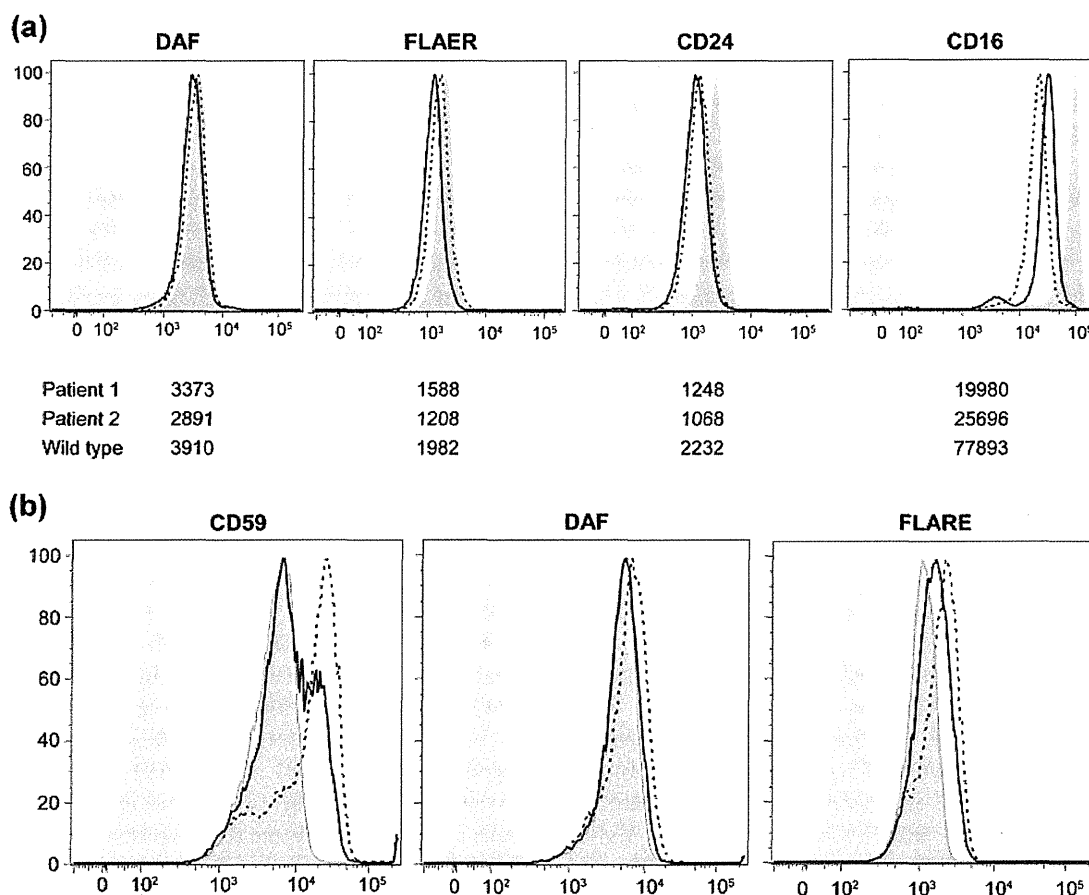 (a)
DAF FLAER CD24 CD16
100
80
60
40
20
0
0 10² 10³ 10⁴ 10⁵ 0 10² 10³ 10⁴ 10⁵ 0 10² 10³ 10⁴ 10⁵ 0 10² 10³ 10⁴ 10⁵
Patient 1 3373 1588 1248 19980
Patient 2 2891 1208 1068 25696
Wild type 3910 1982 2232 77893
(b)
CD59 DAF FLARE
100
80
60
40
20
0
0 10² 10³ 10⁴ 10⁵ 0 10² 10³ 10⁴ 10⁵ 0 10² 10³ 10⁴ 10⁵